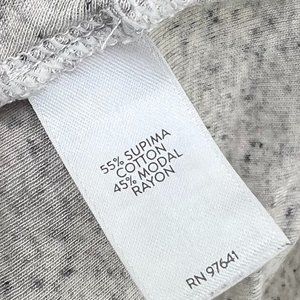 55% SUPIMA
COTTON
45% MODAL
RAYON
RN 97641